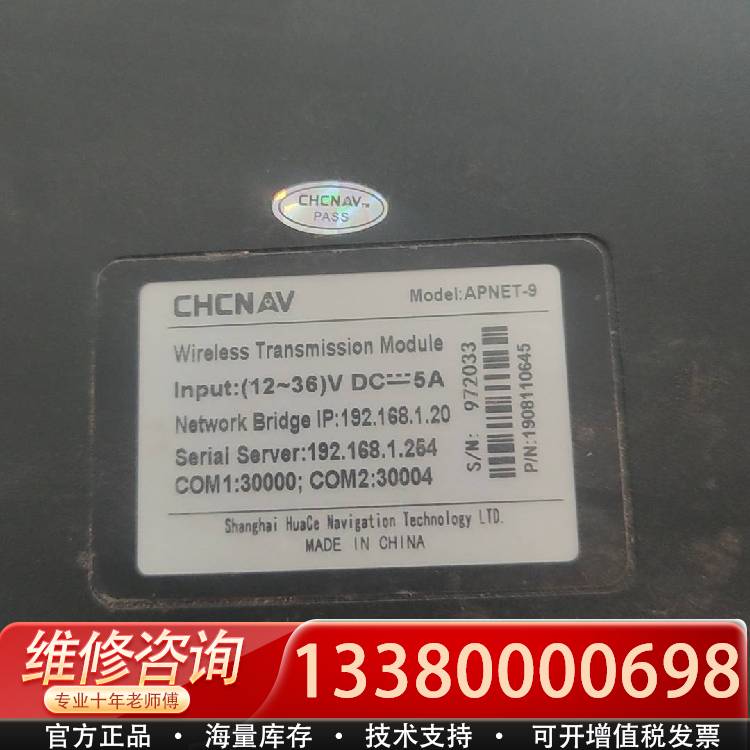 CHCNAV™
PASS
CHCNAV
Model:APNET-9
Wireless Transmission Module
Input:(12~36)V DC⎓5A
Network Bridge IP:192.168.1.20
Serial Server:192.168.1.254
COM1:30000; COM2:30004
S/N: 972033
P/N:1908110645
Shanghai HuaCe Navigation Technology LTD.
MADE IN CHINA
维修咨询
专业十年老师傅
13380000698
官方正品 · 海量库存 · 技术支持 · 可开增值税发票